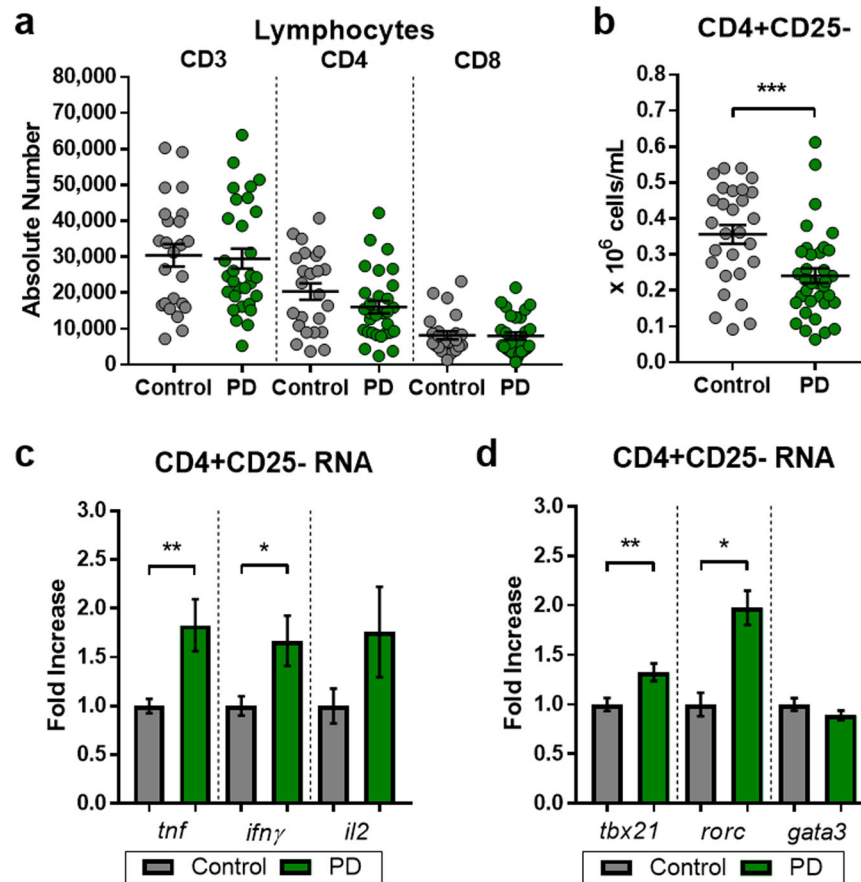 a
Lymphocytes
CD3 CD4 CD8
Absolute Number
80,000
70,000
60,000
50,000
40,000
30,000
20,000
10,000
0
Control PD Control PD Control PD
b
CD4+CD25-
x 10⁶ cells/mL
0.8
0.7
0.6
0.5
0.4
0.3
0.2
0.1
0.0
***
Control PD
c
CD4+CD25- RNA
Fold Increase
3.0
2.5
2.0
1.5
1.0
0.5
0.0
** *
tnf ifnγ il2
Control PD
d
CD4+CD25- RNA
Fold Increase
3.0
2.5
2.0
1.5
1.0
0.5
0.0
** *
tbx21 rorc gata3
Control PD